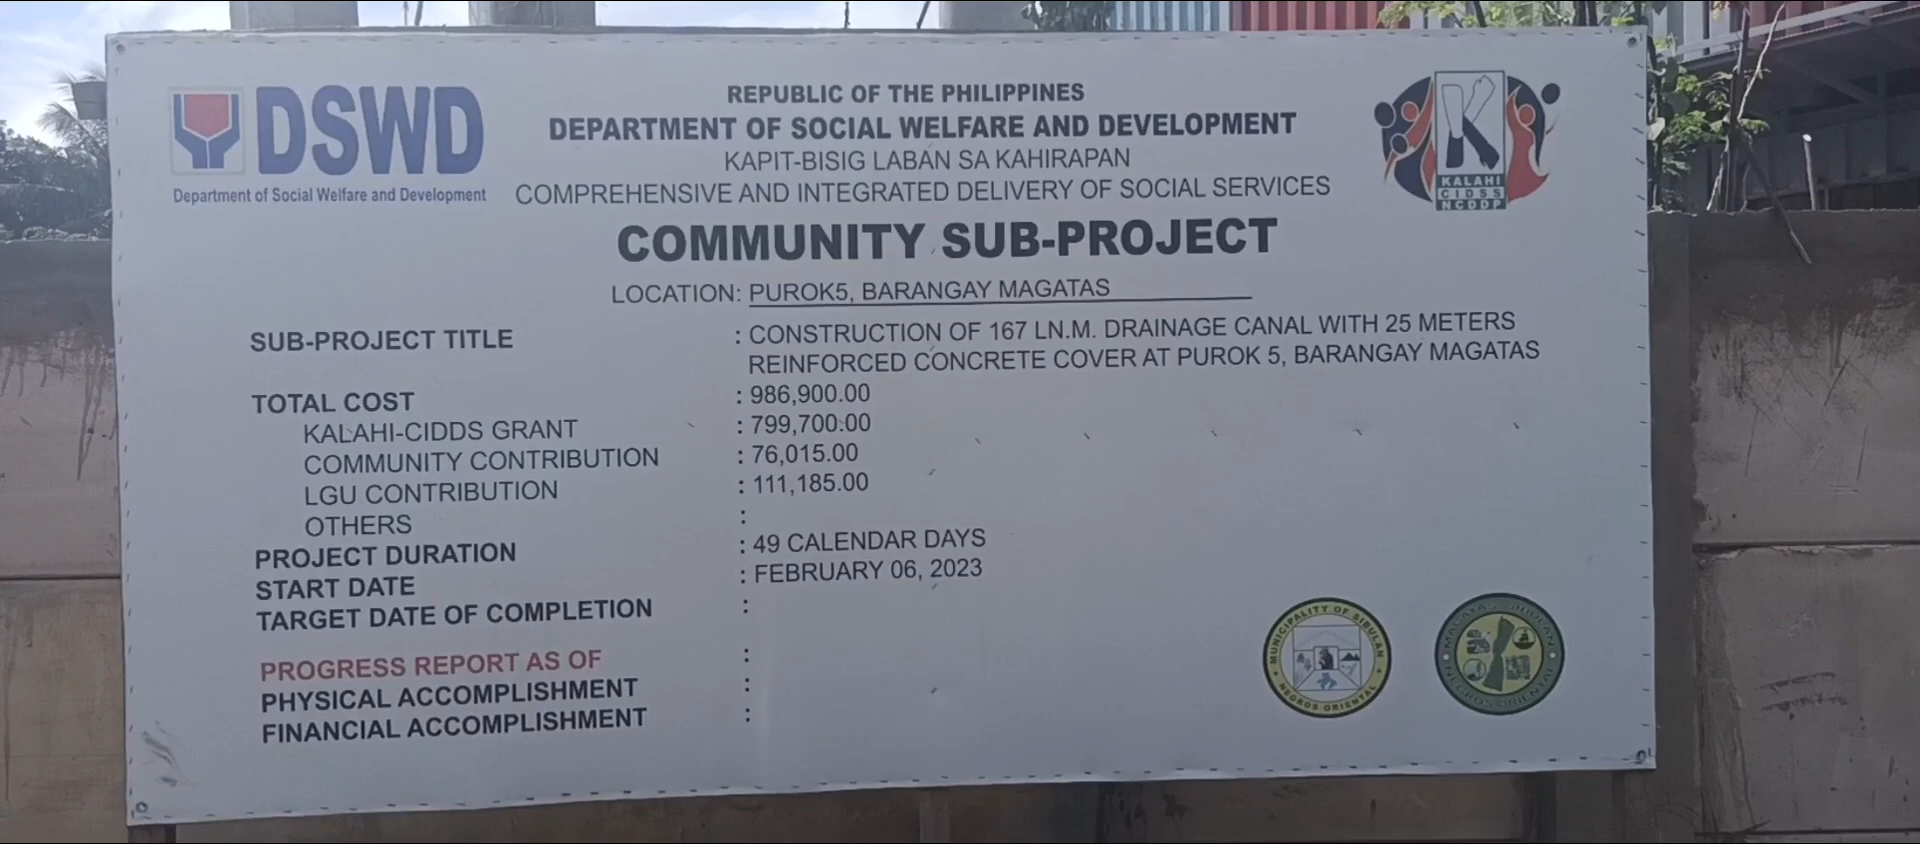 DSWD
Department of Social Welfare and Development
REPUBLIC OF THE PHILIPPINES
DEPARTMENT OF SOCIAL WELFARE AND DEVELOPMENT
KAPIT-BISIG LABAN SA KAHIRAPAN
COMPREHENSIVE AND INTEGRATED DELIVERY OF SOCIAL SERVICES
K
KALAHI
CIDSS
NCDDP
COMMUNITY SUB-PROJECT
LOCATION: PUROK5, BARANGAY MAGATAS
SUB-PROJECT TITLE : CONSTRUCTION OF 167 LN.M. DRAINAGE CANAL WITH 25 METERS
REINFORCED CONCRETE COVER AT PUROK 5, BARANGAY MAGATAS
TOTAL COST : 986,900.00
KALAHI-CIDDS GRANT : 799,700.00
COMMUNITY CONTRIBUTION : 76,015.00
LGU CONTRIBUTION : 111,185.00
OTHERS :
PROJECT DURATION : 49 CALENDAR DAYS
START DATE : FEBRUARY 06, 2023
TARGET DATE OF COMPLETION :
PROGRESS REPORT AS OF :
PHYSICAL ACCOMPLISHMENT :
FINANCIAL ACCOMPLISHMENT :
MUNICIPALITY OF SIBULAN
NEGROS ORIENTAL
MAGATAS SIBULAN
NEGROS ORIENTAL